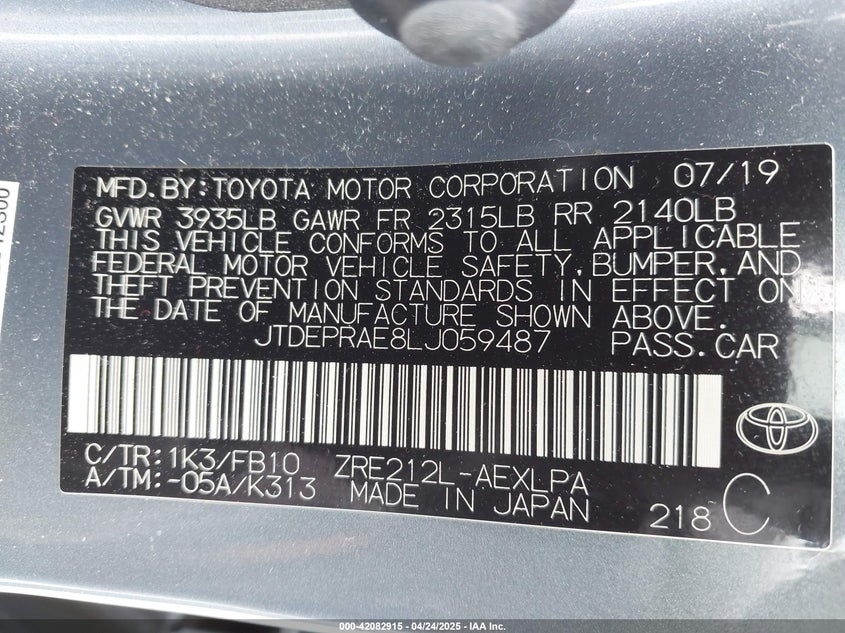 MFD.BY:TOYOTA MOTOR CORPORATION 07/19
GVWR 3935LB GAWR FR 2315LB RR 2140LB
THIS VEHICLE CONFORMS TO ALL APPLICABLE
FEDERAL MOTOR VEHICLE SAFETY,BUMPER,AND
THEFT PREVENTION STANDARDS IN EFFECT ON
THE DATE OF MANUFACTURE SHOWN ABOVE.
JTDEPRAE8LJ059487 PASS.CAR
C/TR:1K3/FB10 ZRE212L-AEXLPA
A/TM:-05A/K313 MADE IN JAPAN
218 C
000-42082915 - 04/24/2025 - IAA Inc.